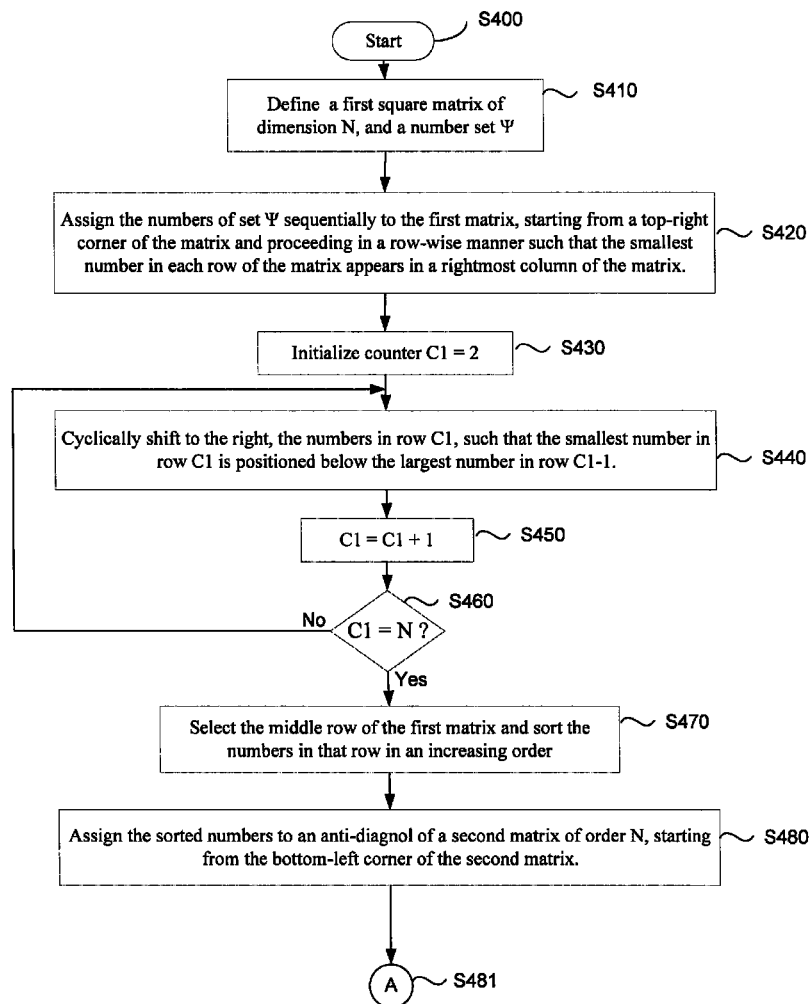 S400
Start
S410
Define a first square matrix of
dimension N, and a number set Ψ
Assign the numbers of set Ψ sequentially to the first matrix, starting from a top-right
corner of the matrix and proceeding in a row-wise manner such that the smallest
number in each row of the matrix appears in a rightmost column of the matrix.
S420
Initialize counter C1 = 2
S430
Cyclically shift to the right, the numbers in row C1, such that the smallest number in
row C1 is positioned below the largest number in row C1-1.
S440
C1 = C1 + 1
S450
S460
No
C1 = N ?
Yes
Select the middle row of the first matrix and sort the
numbers in that row in an increasing order
S470
Assign the sorted numbers to an anti-diagnol of a second matrix of order N, starting
from the bottom-left corner of the second matrix.
S480
A
S481